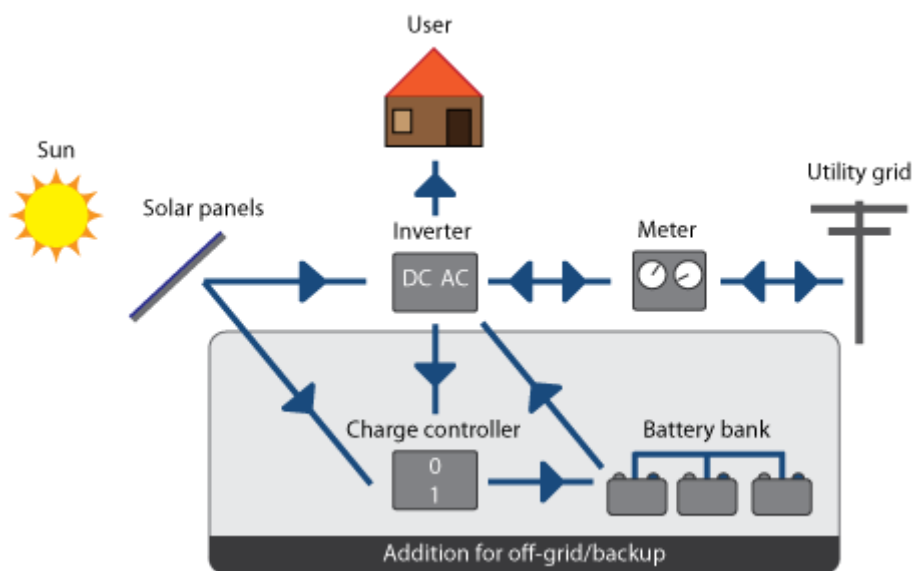 User
Sun
Utility grid
Solar panels
Inverter
Meter
DC AC
Charge controller
Battery bank
0
1
Addition for off-grid/backup